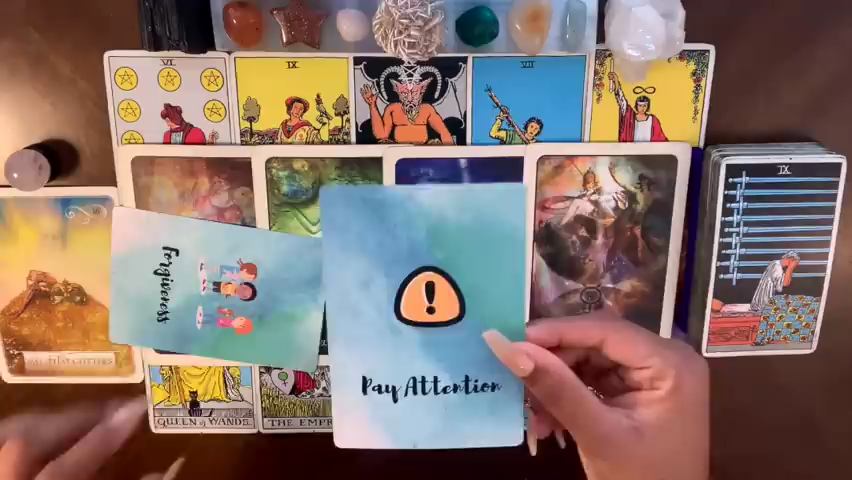 VI
IX
VII
IX
Forgiveness
Pay Attention
QUEEN of WANDS
THE EMPR